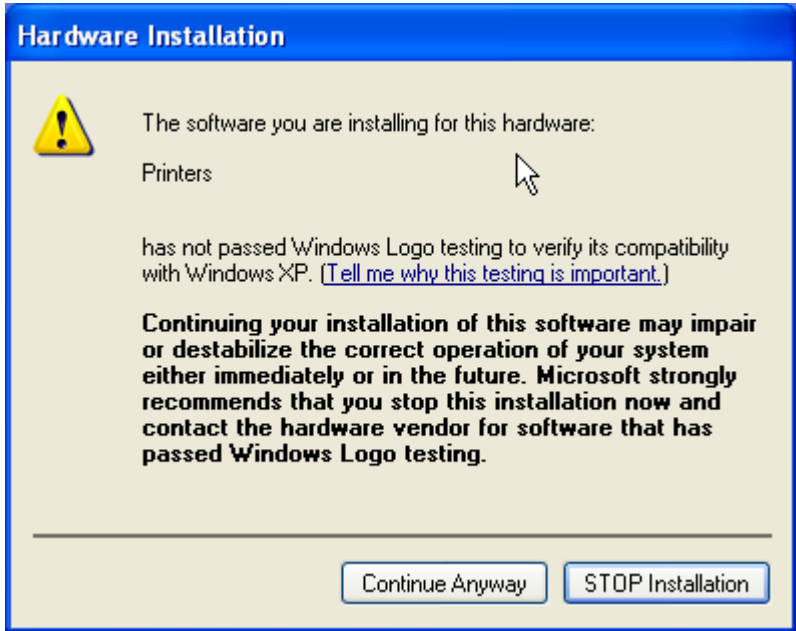 Hardware Installation
The software you are installing for this hardware:
Printers
has not passed Windows Logo testing to verify its compatibility
with Windows XP. (Tell me why this testing is important.)
Continuing your installation of this software may impair
or destabilize the correct operation of your system
either immediately or in the future. Microsoft strongly
recommends that you stop this installation now and
contact the hardware vendor for software that has
passed Windows Logo testing.
Continue Anyway
STOP Installation